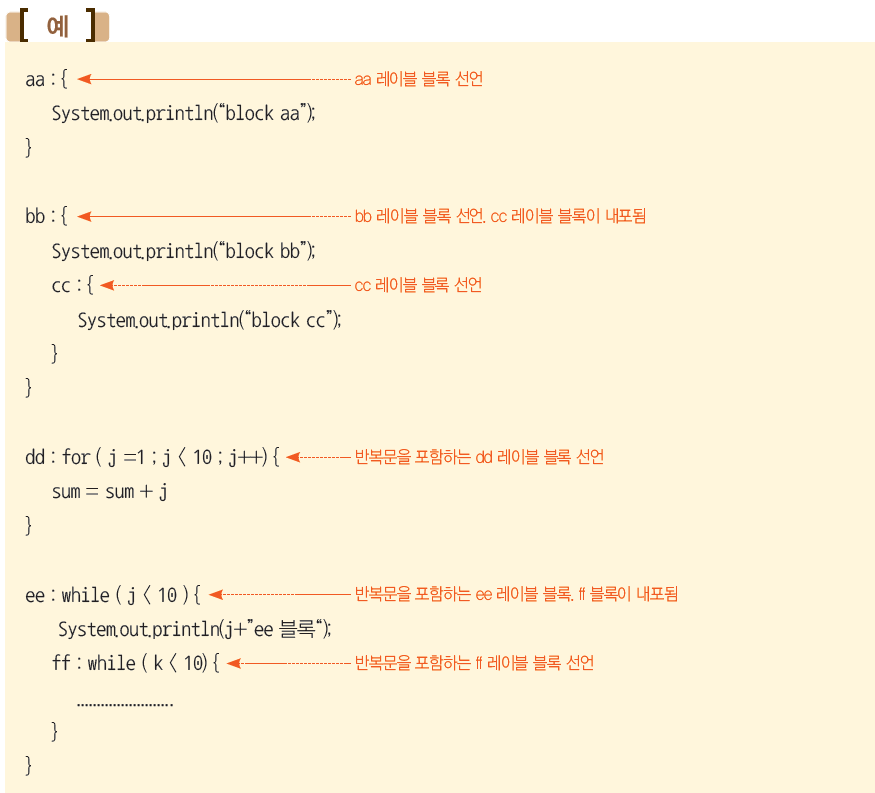 [ 예 ]
aa : { aa 레이블 블록 선언
System.out.println(“block aa”);
}
bb : { bb 레이블 블록 선언, cc 레이블 블록이 내포됨
System.out.println(“block bb”);
cc : { cc 레이블 블록 선언
System.out.println(“block cc”);
}
}
dd : for ( j =1 ; j < 10 ; j++) { 반복문을 포함하는 dd 레이블 블록 선언
sum = sum + j
}
ee : while ( j < 10 ) { 반복문을 포함하는 ee 레이블 블록, ff 블록이 내포됨
System.out.println(j+”ee 블록“);
ff : while ( k < 10) { 반복문을 포함하는 ff 레이블 블록 선언
........................
}
}